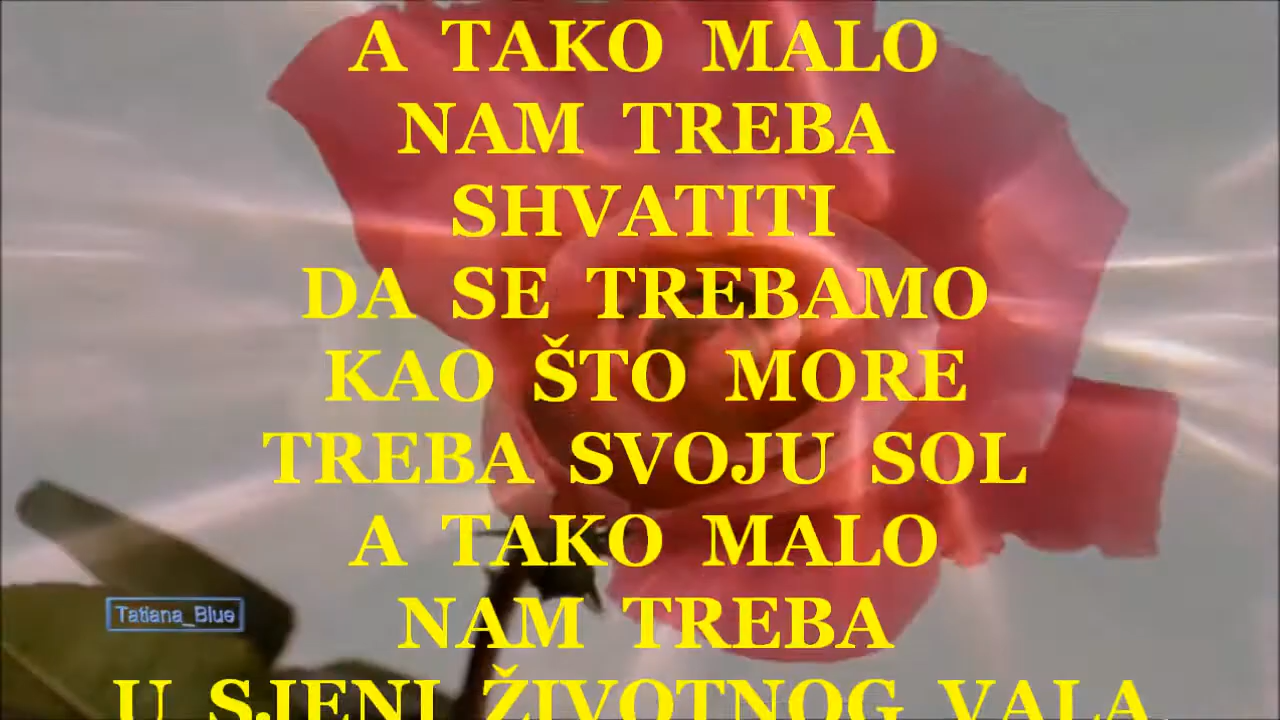 A TAKO MALO
NAM TREBA
SHVATITI
DA SE TREBAMO
KAO ŠTO MORE
TREBA SVOJU SOL
A TAKO MALO
NAM TREBA
U SJENI ŽIVOTNOG VALA
Tatiana_Blue